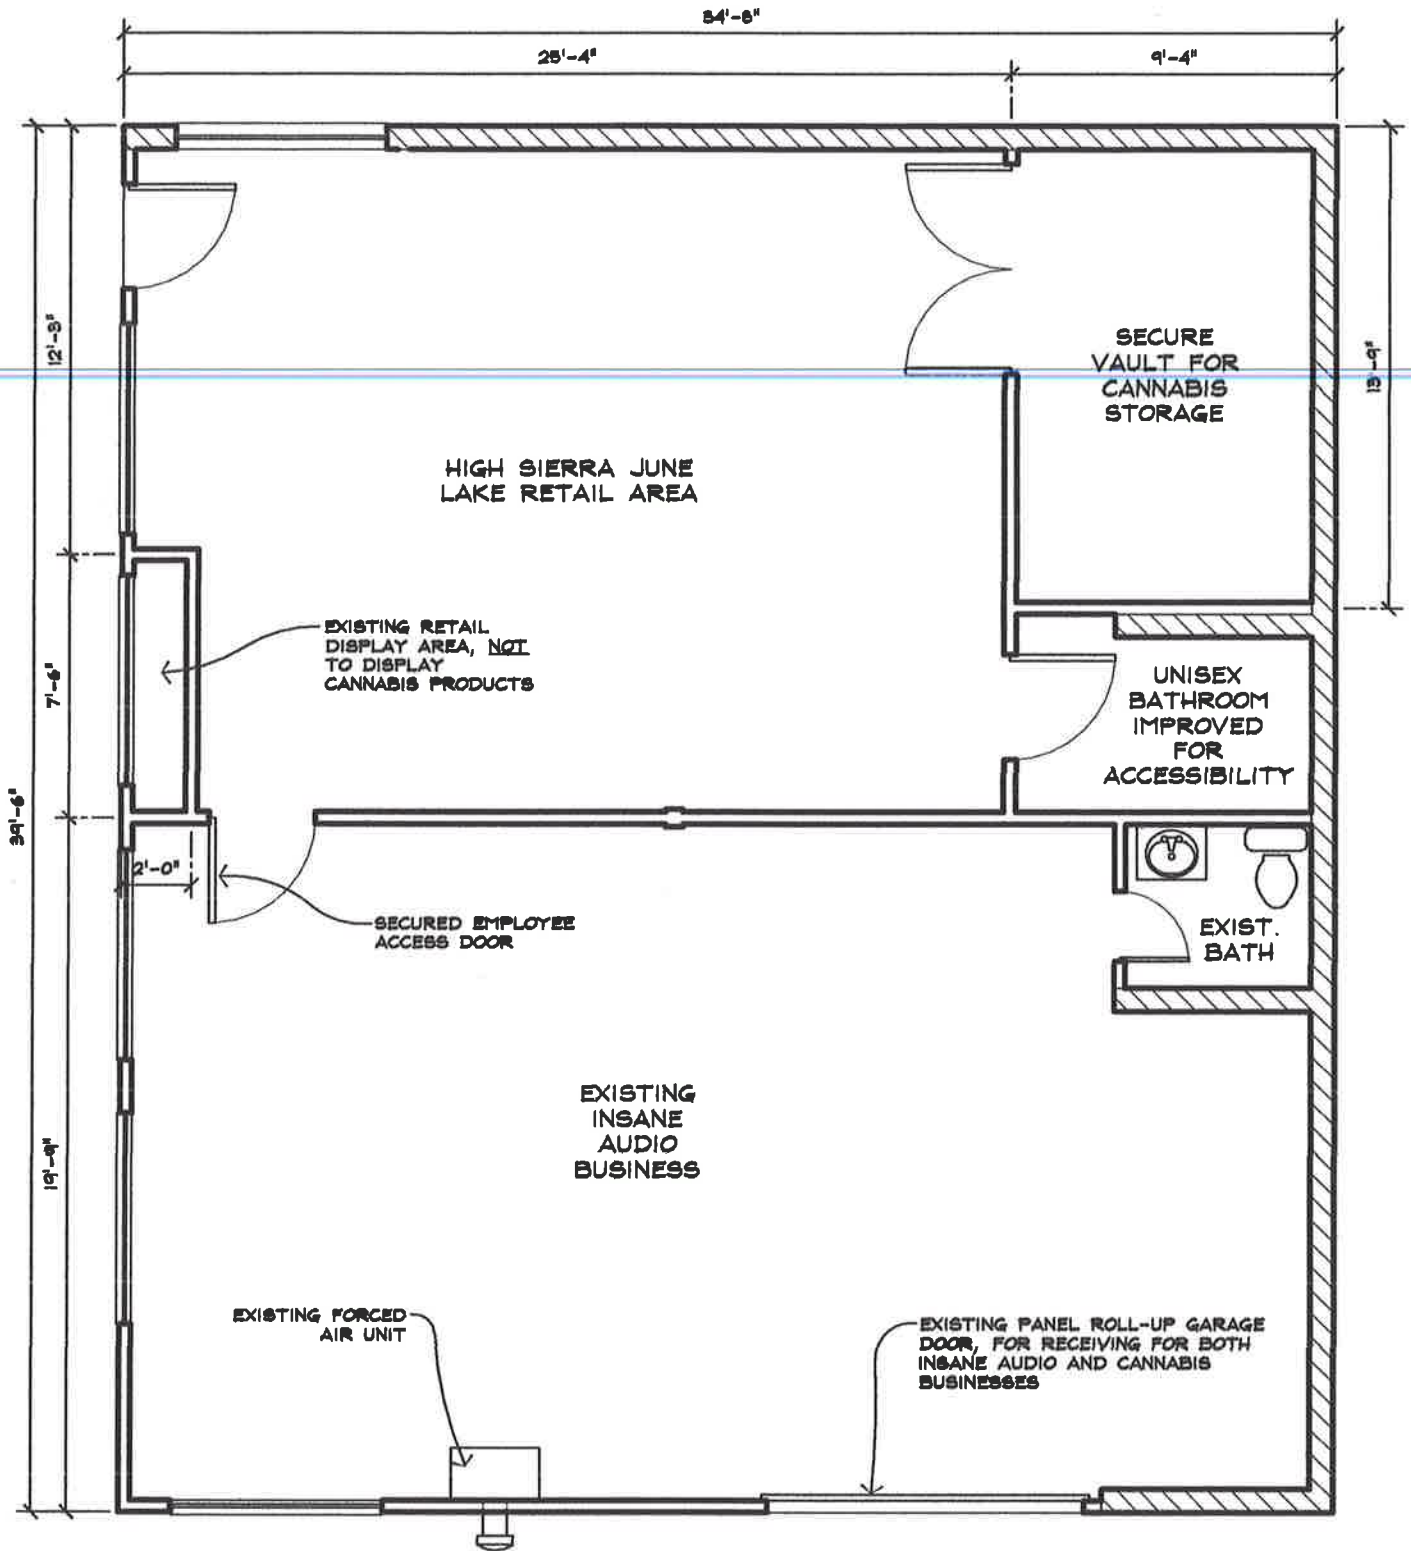 34'-8"
25'-4"
9'-4"
12'-3"
13'-9"
SECURE
VAULT FOR
CANNABIS
STORAGE
HIGH SIERRA JUNE
LAKE RETAIL AREA
EXISTING RETAIL
DISPLAY AREA, NOT
TO DISPLAY
CANNABIS PRODUCTS
7'-6"
UNISEX
BATHROOM
IMPROVED
FOR
ACCESSIBILITY
39'-6"
2'-0"
SECURED EMPLOYEE
ACCESS DOOR
EXIST.
BATH
EXISTING
INSANE
AUDIO
BUSINESS
19'-9"
EXISTING FORCED
AIR UNIT
EXISTING PANEL ROLL-UP GARAGE
DOOR, FOR RECEIVING FOR BOTH
INSANE AUDIO AND CANNABIS
BUSINESSES